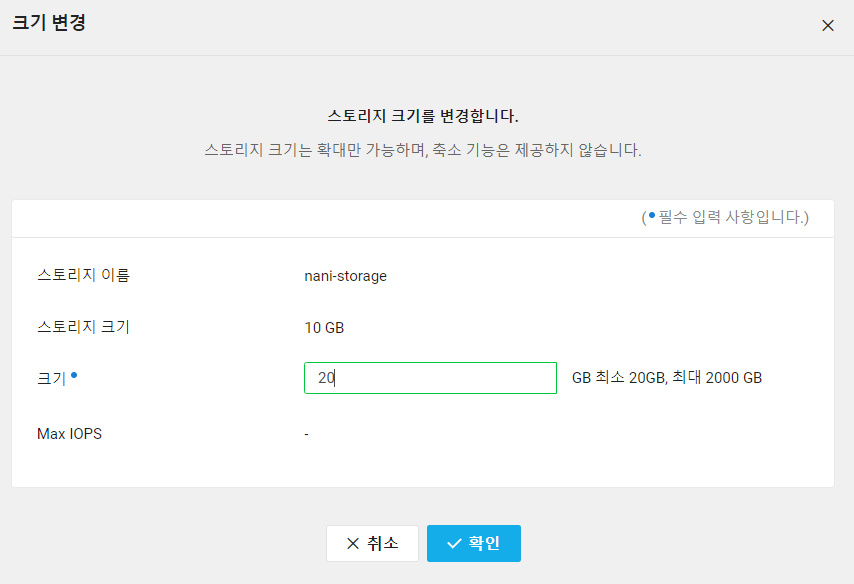 크기 변경
스토리지 크기를 변경합니다.
스토리지 크기는 확대만 가능하며, 축소 기능은 제공하지 않습니다.
(•필수 입력 사항입니다.)
스토리지 이름 nani-storage
스토리지 크기 10 GB
크기• 20 GB 최소 20GB, 최대 2000 GB
Max IOPS -
취소 확인